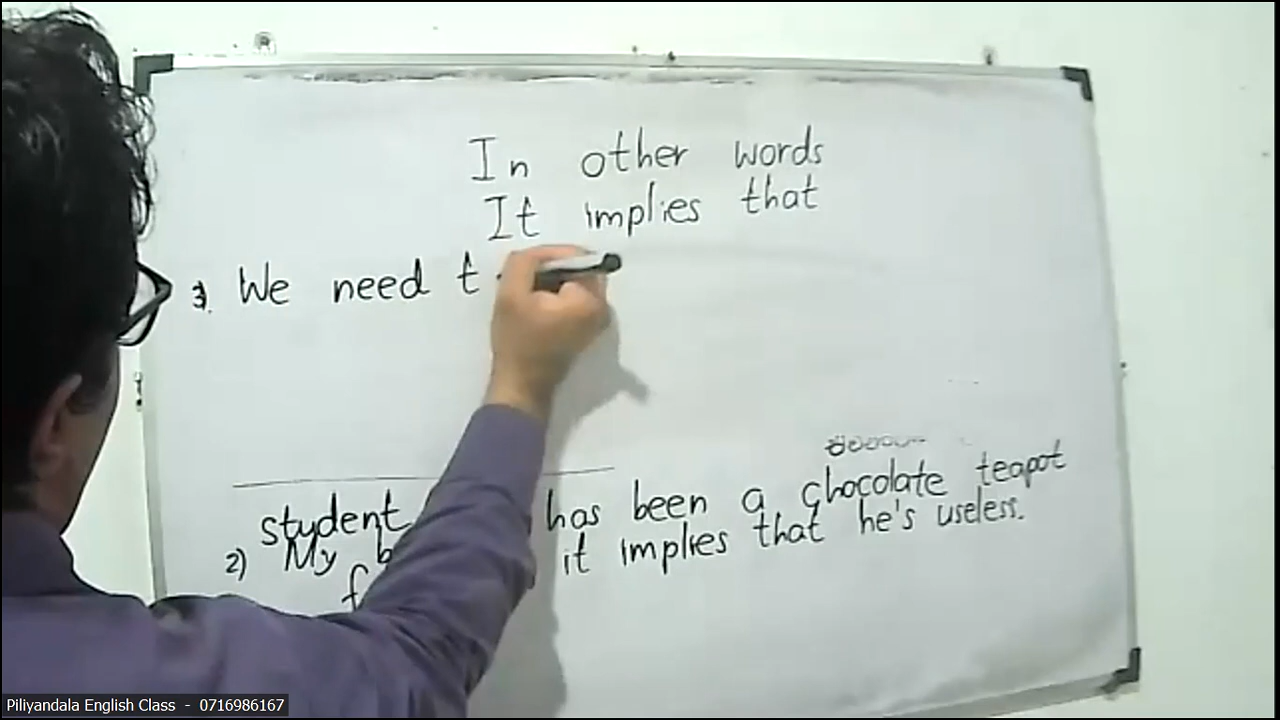 In other words
It implies that
3. We need t
student has been a chocolate teapot
2) My it implies that he's useless.
Piliyandala English Class - 0716986167